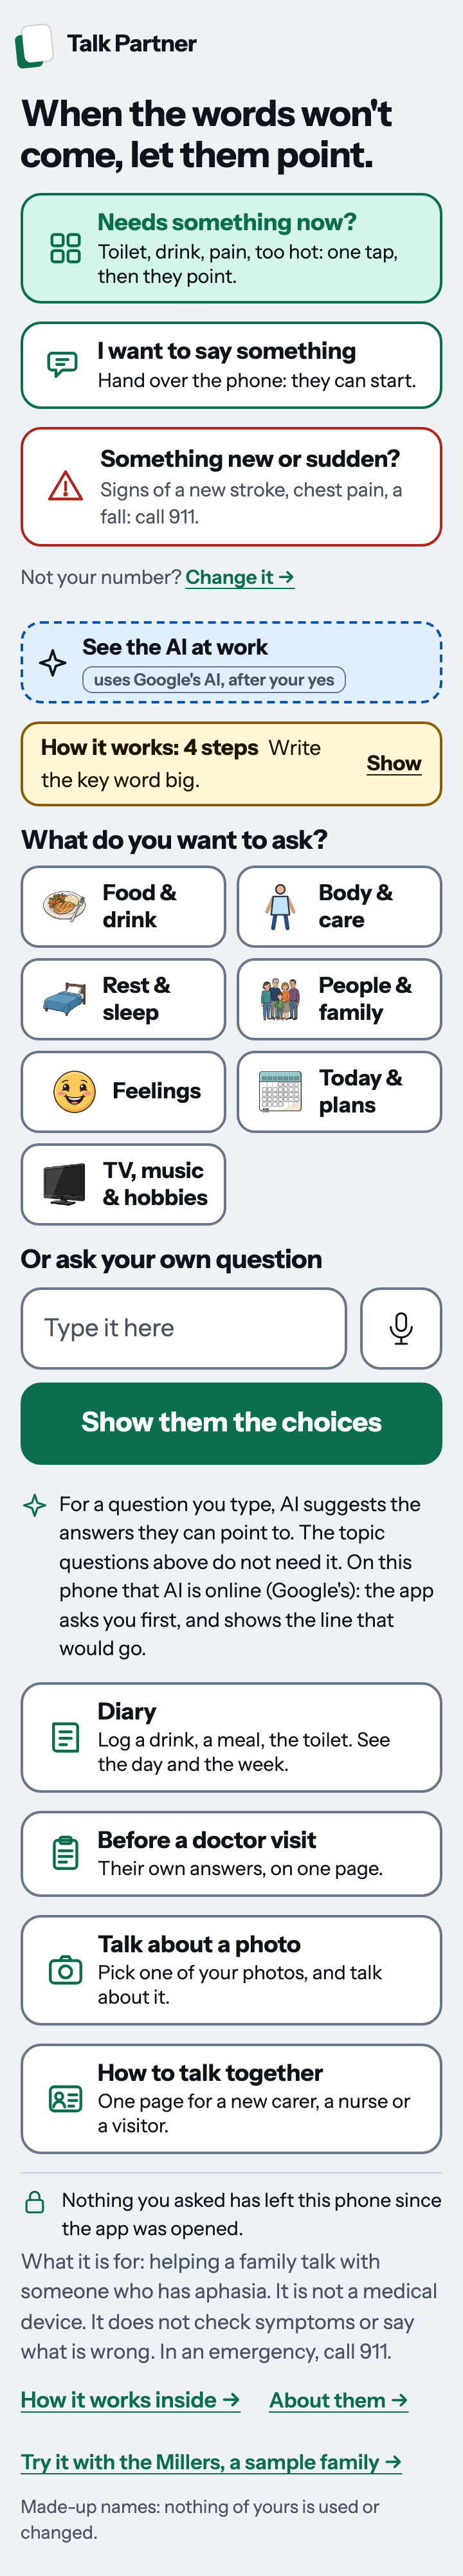 Talk Partner
When the words won't
come, let them point.
Needs something now?
Toilet, drink, pain, too hot: one tap,
then they point.
I want to say something
Hand over the phone: they can start.
Something new or sudden?
Signs of a new stroke, chest pain, a
fall: call 911.
Not your number? Change it →
See the AI at work
uses Google's AI, after your yes
How it works: 4 steps Write
the key word big.
Show
What do you want to ask?
Food &
drink
Body &
care
Rest &
sleep
People &
family
Feelings
Today &
plans
TV, music
& hobbies
Or ask your own question
Type it here
Show them the choices
For a question you type, AI suggests the
answers they can point to. The topic
questions above do not need it. On this
phone that AI is online (Google's): the app
asks you first, and shows the line that
would go.
Diary
Log a drink, a meal, the toilet. See
the day and the week.
Before a doctor visit
Their own answers, on one page.
Talk about a photo
Pick one of your photos, and talk
about it.
How to talk together
One page for a new carer, a nurse or
a visitor.
Nothing you asked has left this phone since
the app was opened.
What it is for: helping a family talk with
someone who has aphasia. It is not a medical
device. It does not check symptoms or say
what is wrong. In an emergency, call 911.
How it works inside →
About them →
Try it with the Millers, a sample family →
Made-up names: nothing of yours is used or
changed.